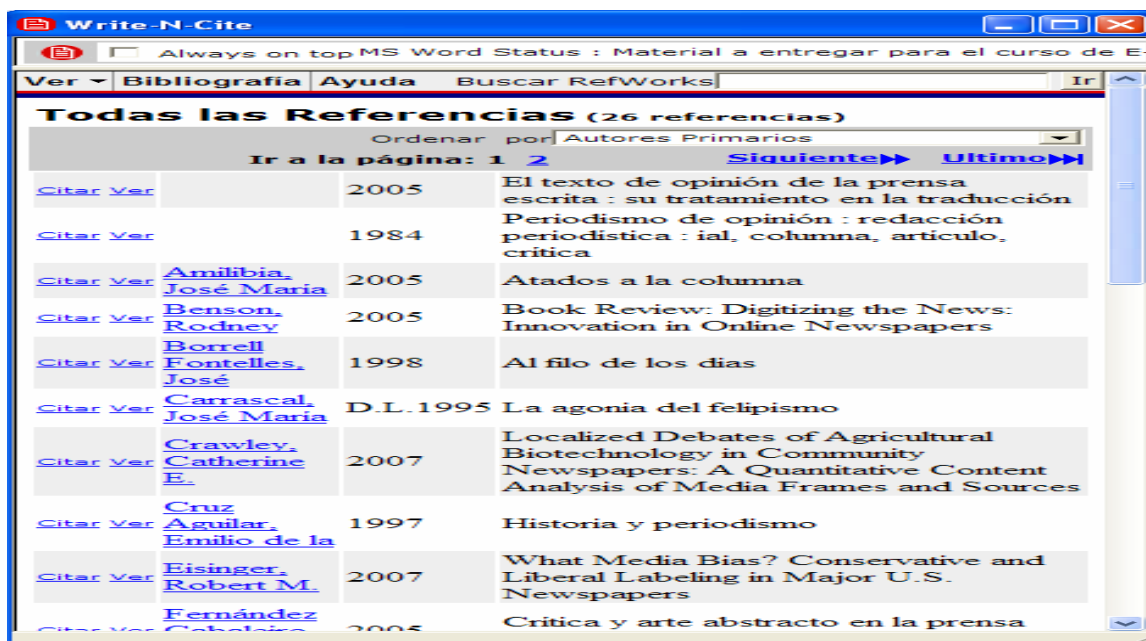 Write-N-Cite
Always on top MS Word Status : Material a entregar para el curso de E-
Ver Bibliografía Ayuda Buscar RefWorks Ir
Todas las Referencias (26 referencias)
Ordenar por Autores Primarios
Ir a la página: 1 2 Siguiente Ultimo
Citar Ver 2005 El texto de opinión de la prensa
escrita : su tratamiento en la traducción
Citar Ver 1984 Periodismo de opinión : redacción
periodística : ial, columna, artículo,
crítica
Citar Ver Amilibia,
José María 2005 Atados a la columna
Citar Ver Benson,
Rodney 2005 Book Review: Digitizing the News:
Innovation in Online Newspapers
Citar Ver Borrell
Fontelles,
José 1998 Al filo de los dias
Citar Ver Carrascal,
José María D.L.1995 La agonia del felipismo
Citar Ver Crawley,
Catherine
E. 2007 Localized Debates of Agricultural
Biotechnology in Community
Newspapers: A Quantitative Content
Analysis of Media Frames and Sources
Citar Ver Cruz
Aguilar,
Emilio de la 1997 Historia y periodismo
Citar Ver Eisinger,
Robert M. 2007 What Media Bias? Conservative and
Liberal Labeling in Major U.S.
Newspapers
Citar Ver Fernández
2005 Crítica y arte abstracto en la prensa